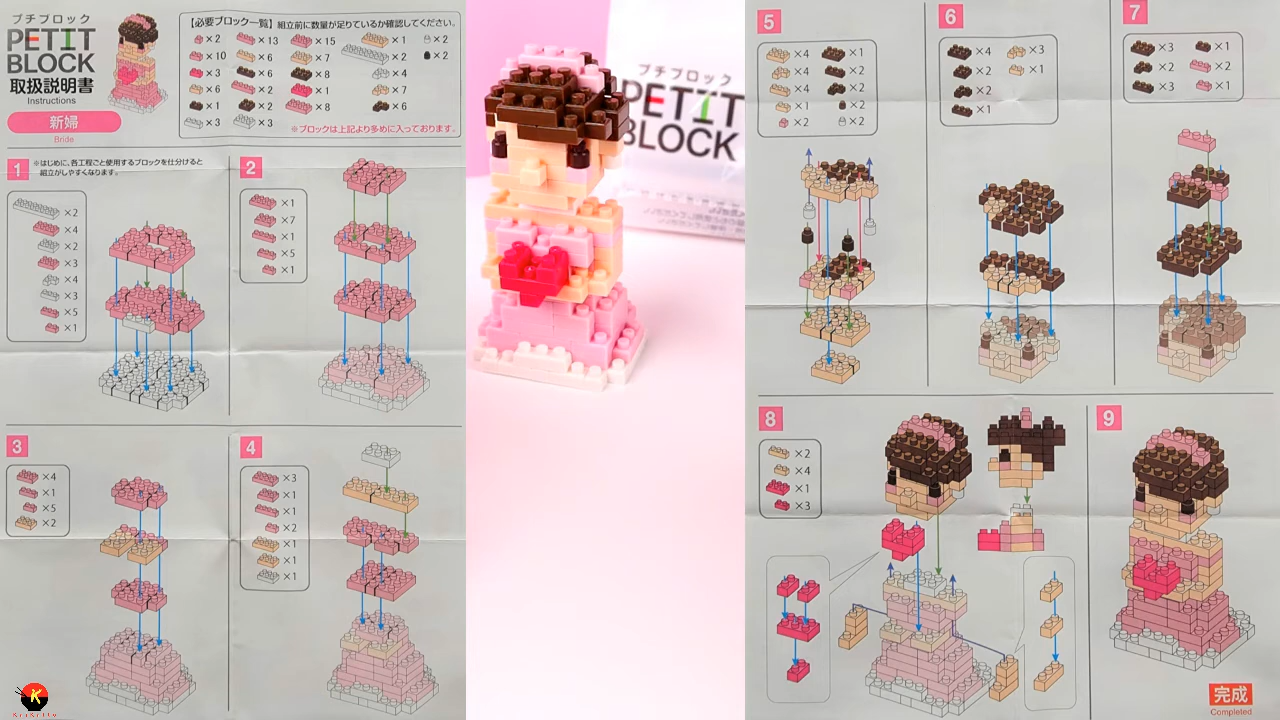 プチブロック
PETIT
BLOCK
取扱説明書
Instructions
新婦
Bride
【必要ブロック一覧】組立前に数量が足りているか確認してください。
×2 ×13 ×15 ×1 ×2
×10 ×6 ×7 ×2 ×2
×3 ×6 ×8 ×4
×6 ×2 ×1 ×7
×1 ×2 ×8 ×6
×3 ×3
※ブロックは上記より多めに入っております。
1
※はじめに、各工程ごと使用するブロックを仕分けると
組立がしやすくなります。
×2
×4
×2
×3
×4
×3
×5
×1
2
×1
×7
×1
×5
×1
3
×4
×1
×5
×2
4
×3
×1
×1
×2
×1
×1
×1
プチブロック
PETIT
BLOCK
5
×4 ×1
×4 ×2
×4 ×2
×1 ×2
×2 ×2
6
×4 ×3
×2 ×1
×2
×1
7
×3 ×1
×2 ×2
×3 ×1
8
×2
×4
×1
×3
9
完成
Completed
K
KrzKitty